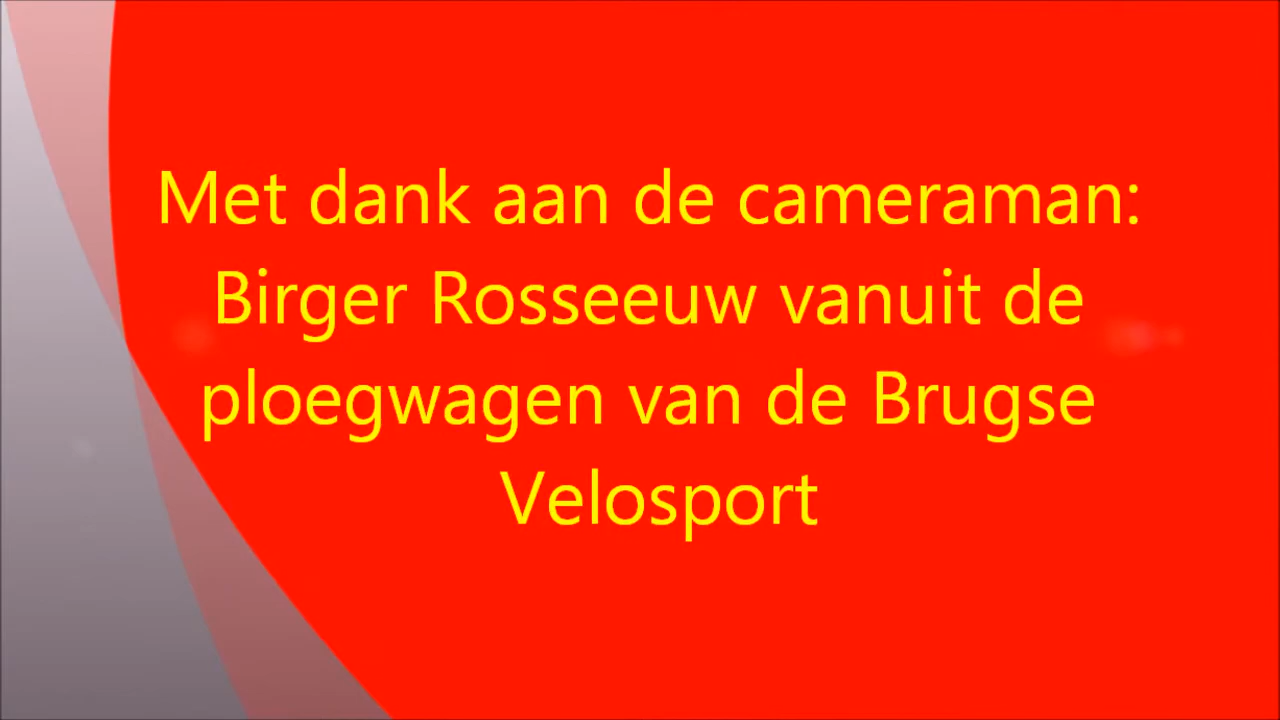 Met dank aan de cameraman:
Birger Rosseeuw vanuit de
ploegwagen van de Brugse
Velosport